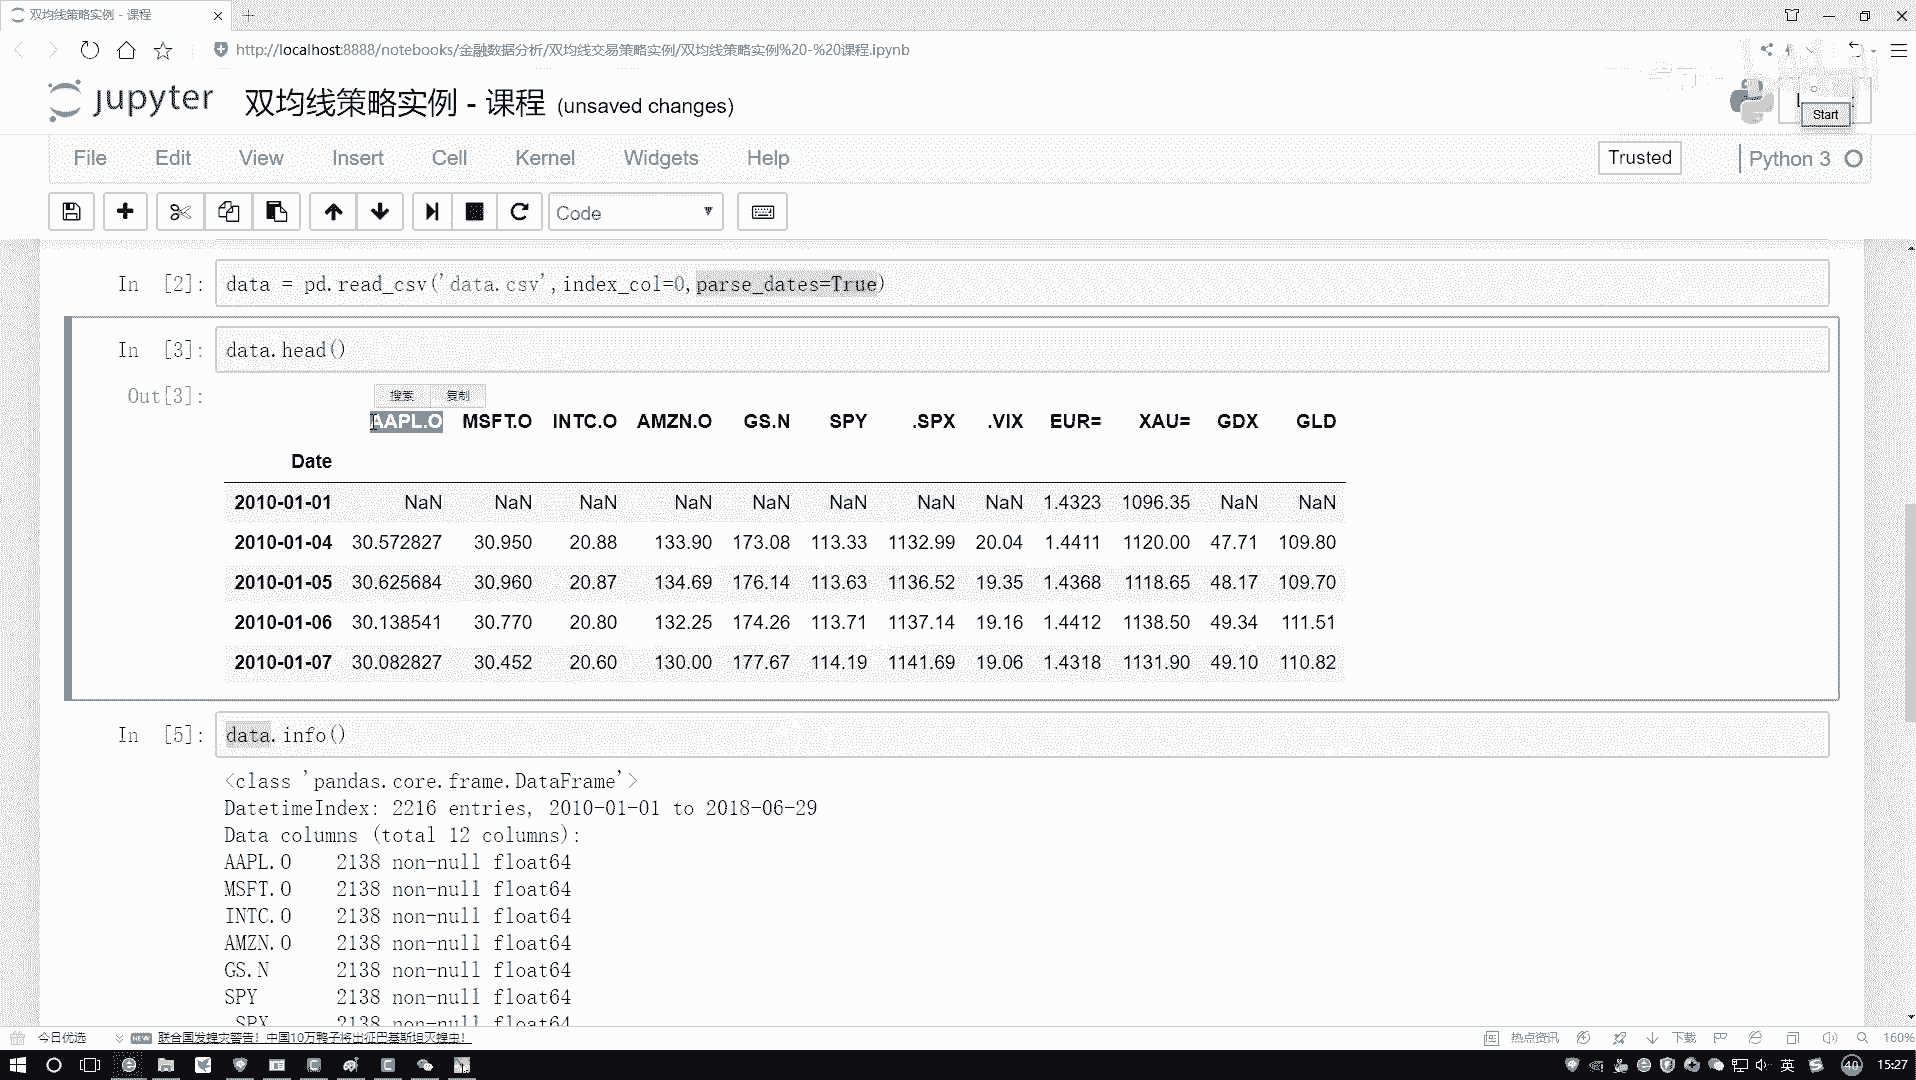 双均线策略实例 - 课程
http://localhost:8888/notebooks/金融数据分析/双均线交易策略实例/双均线策略实例%20-%20课程.ipynb
jupyter 双均线策略实例 - 课程 (unsaved changes)
Start
File Edit View Insert Cell Kernel Widgets Help Trusted Python 3
Code
In [2]: data = pd.read_csv('data.csv',index_col=0,parse_dates=True)
In [3]: data.head()
Out[3]:
搜索 复制
AAPL.O MSFT.O INTC.O AMZN.O GS.N SPY .SPX .VIX EUR= XAU= GDX GLD
Date
2010-01-01 NaN NaN NaN NaN NaN NaN NaN NaN 1.4323 1096.35 NaN NaN
2010-01-04 30.572827 30.950 20.88 133.90 173.08 113.33 1132.99 20.04 1.4411 1120.00 47.71 109.80
2010-01-05 30.625684 30.960 20.87 134.69 176.14 113.63 1136.52 19.35 1.4368 1118.65 48.17 109.70
2010-01-06 30.138541 30.770 20.80 132.25 174.26 113.71 1137.14 19.16 1.4412 1138.50 49.34 111.51
2010-01-07 30.082827 30.452 20.60 130.00 177.67 114.19 1141.69 19.06 1.4318 1131.90 49.10 110.82
In [5]: data.info()
<class 'pandas.core.frame.DataFrame'>
DatetimeIndex: 2216 entries, 2010-01-01 to 2018-06-29
Data columns (total 12 columns):
AAPL.O 2138 non-null float64
MSFT.O 2138 non-null float64
INTC.O 2138 non-null float64
AMZN.O 2138 non-null float64
GS.N 2138 non-null float64
SPY 2138 non-null float64
.SPX 2138 non-null float64
今日优选 NEW 联合国发蝗灾警告！中国10万鸭子将出征巴基斯坦灭蝗虫！ 热点资讯 下载 160%
英 40 15:27